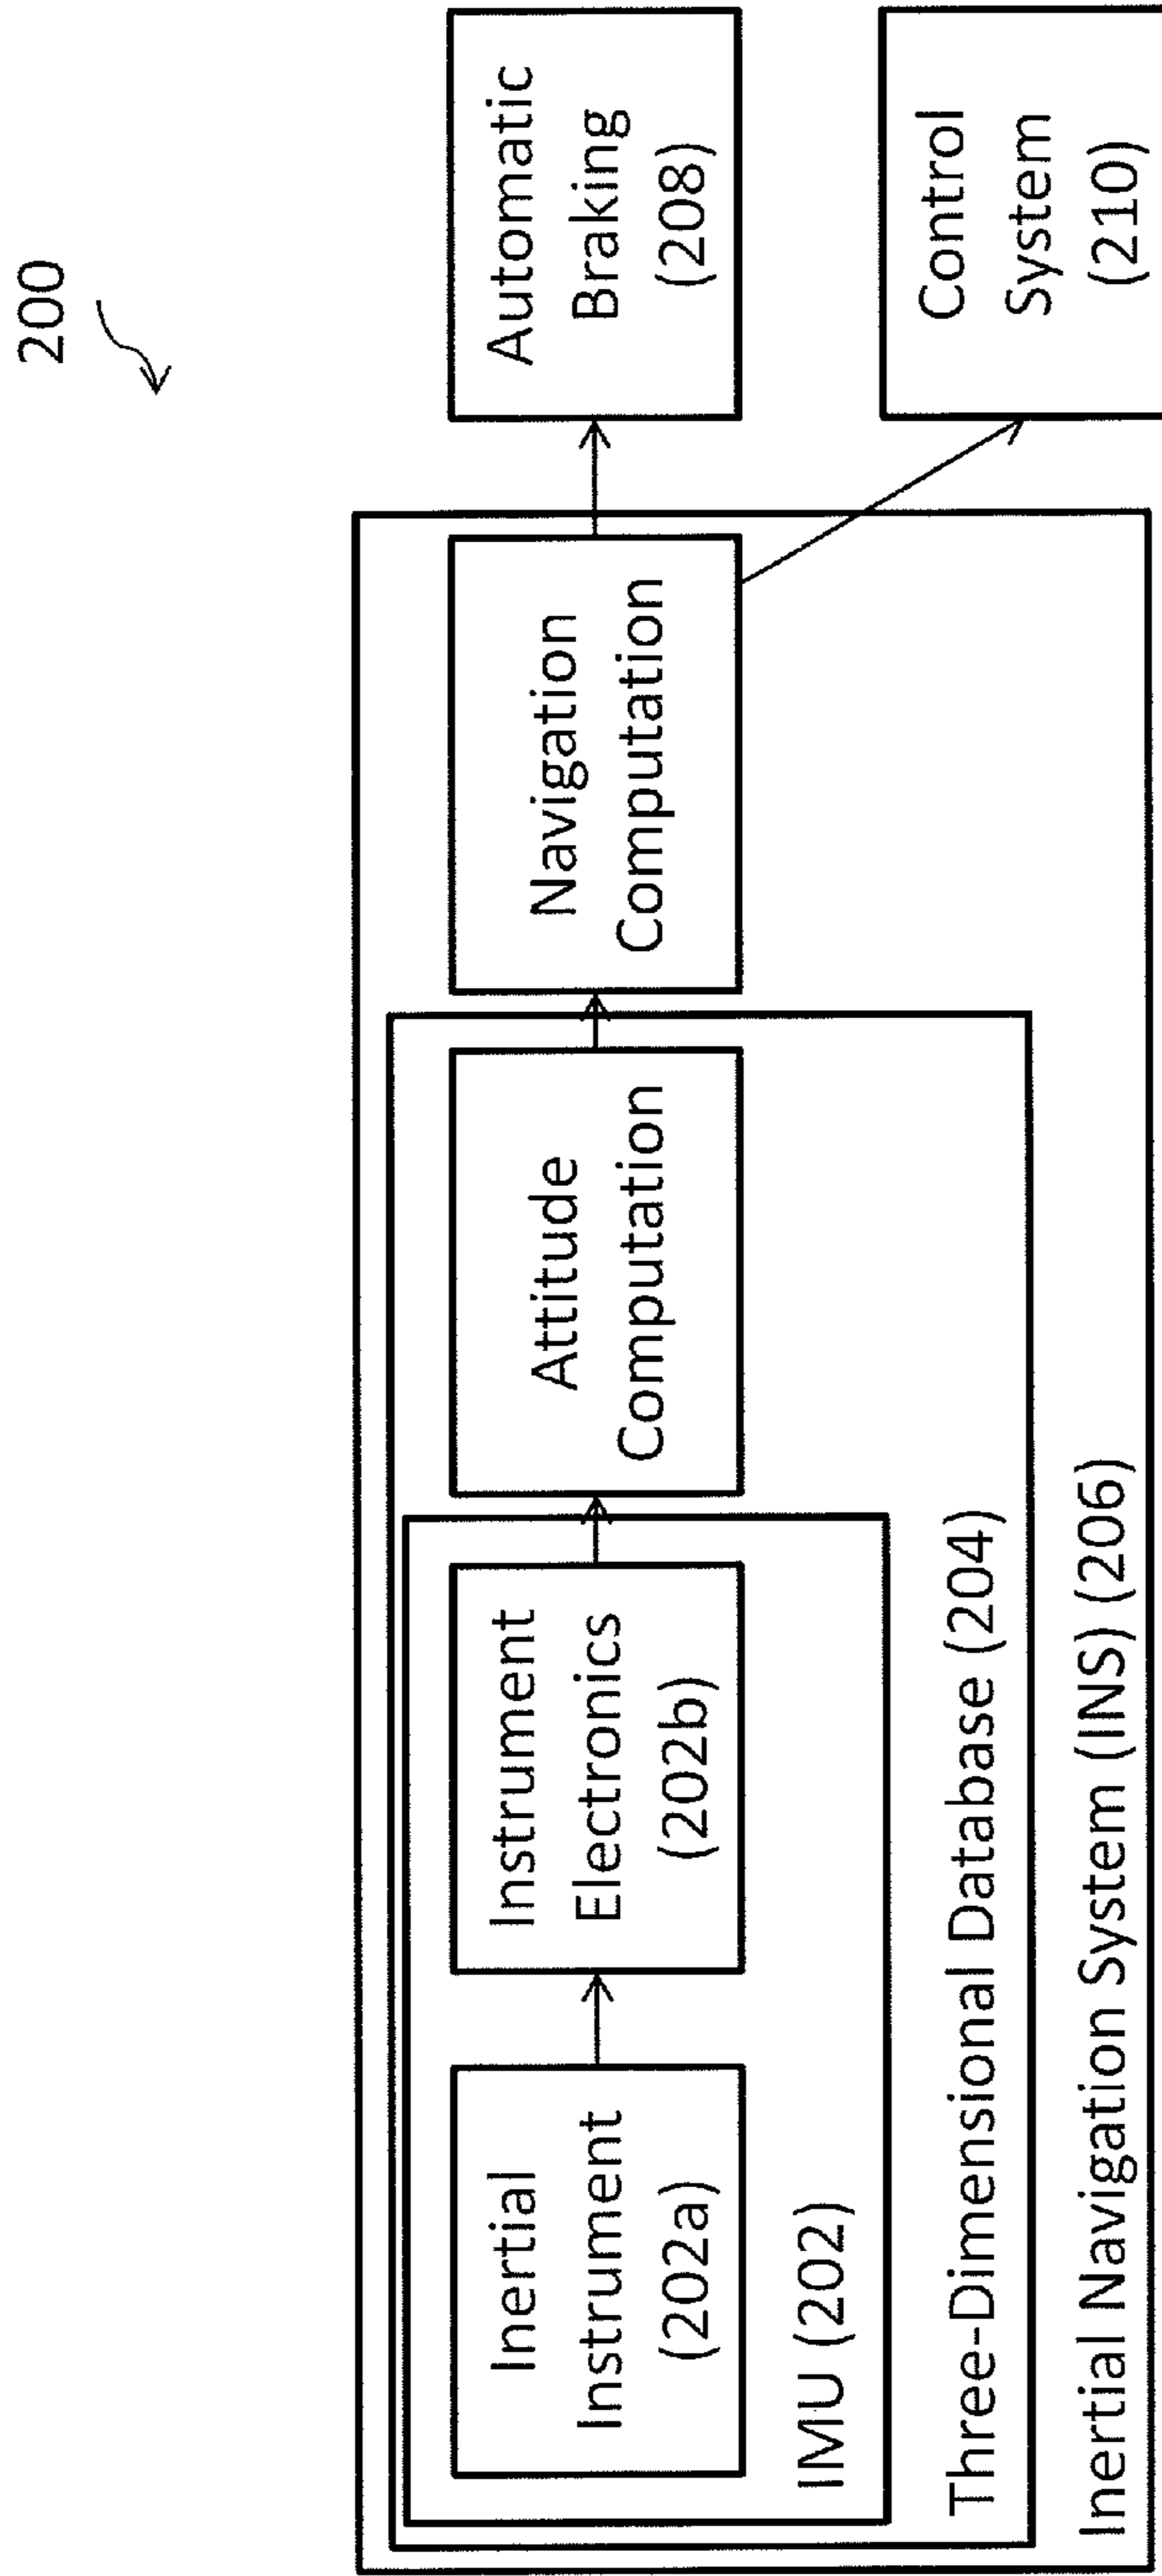 200
Inertial
Instrument
(202a)
Instrument
Electronics
(202b)
Attitude
Computation
Navigation
Computation
Automatic
Braking
(208)
Control
System
(210)
IMU (202)
Three-Dimensional Database (204)
Inertial Navigation System (INS) (206)